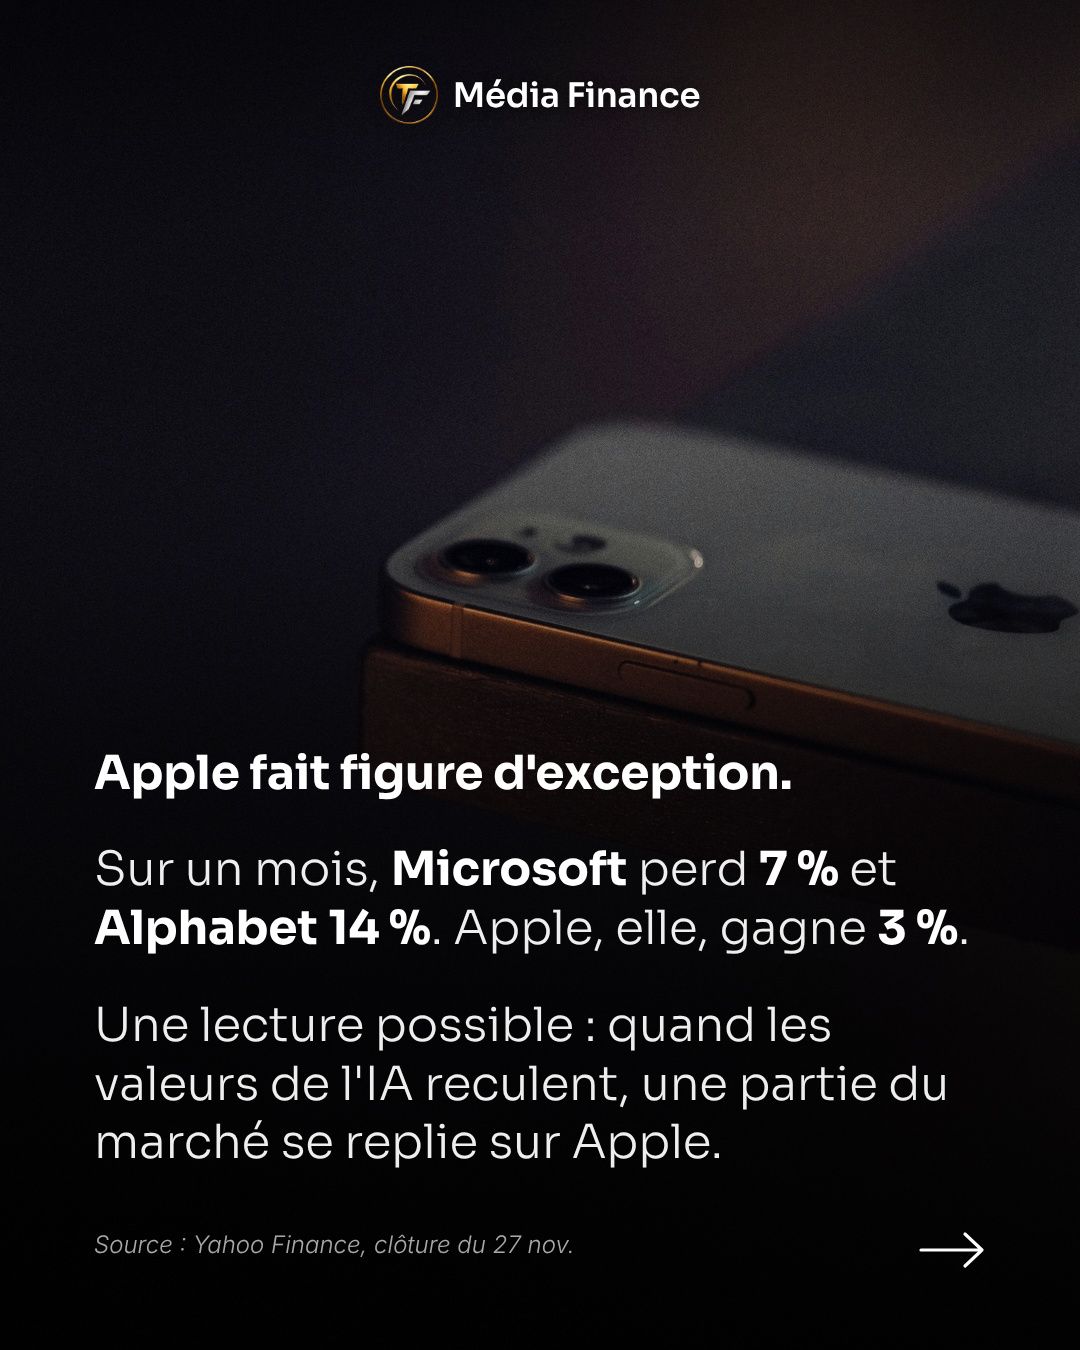 TF Média Finance
Apple fait figure d'exception.
Sur un mois, Microsoft perd 7 % et
Alphabet 14 %. Apple, elle, gagne 3 %.
Une lecture possible : quand les
valeurs de l'IA reculent, une partie du
marché se replie sur Apple.
Source : Yahoo Finance, clôture du 27 nov.